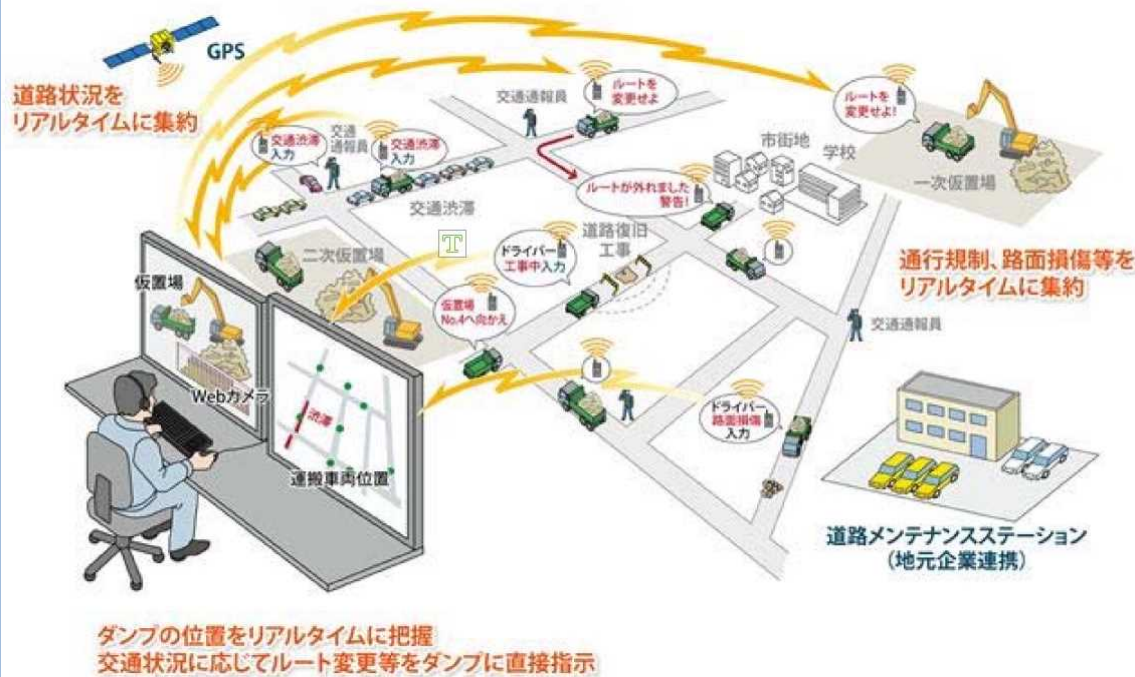 GPS
道路状況を
リアルタイムに集約
交通渋滞
入力
交通
通報員
交通渋滞
入力
交通通報員
ルートを
変更せよ
ルートを
変更せよ!
市街地
学校
一次仮置場
交通渋滞
ルートが外れました
警告!
T
ドライバー
工事中入力
道路復旧
工事
二次仮置場
仮置場
仮置場
No.4へ向かえ
通行規制、路面損傷等を
リアルタイムに集約
交通通報員
Webカメラ
渋滞
運搬車両位置
ドライバー
路面損傷
入力
道路メンテナンスステーション
(地元企業連携)
ダンプの位置をリアルタイムに把握
交通状況に応じてルート変更等をダンプに直接指示